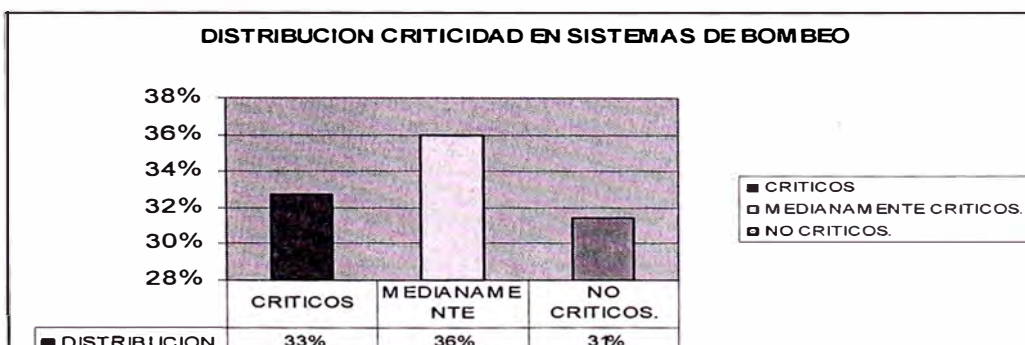 DISTRIBUCION CRITICIDAD EN SISTEMAS DE BOMBEO
38%
36%
34%
32%
30%
28%
CRITICOS
MEDIANAME
NTE
NO
CRITICOS.
DISTRIBUCION 33% 36% 31%
CRITICOS
MEDIANAMENTE CRITICOS.
NO CRITICOS.